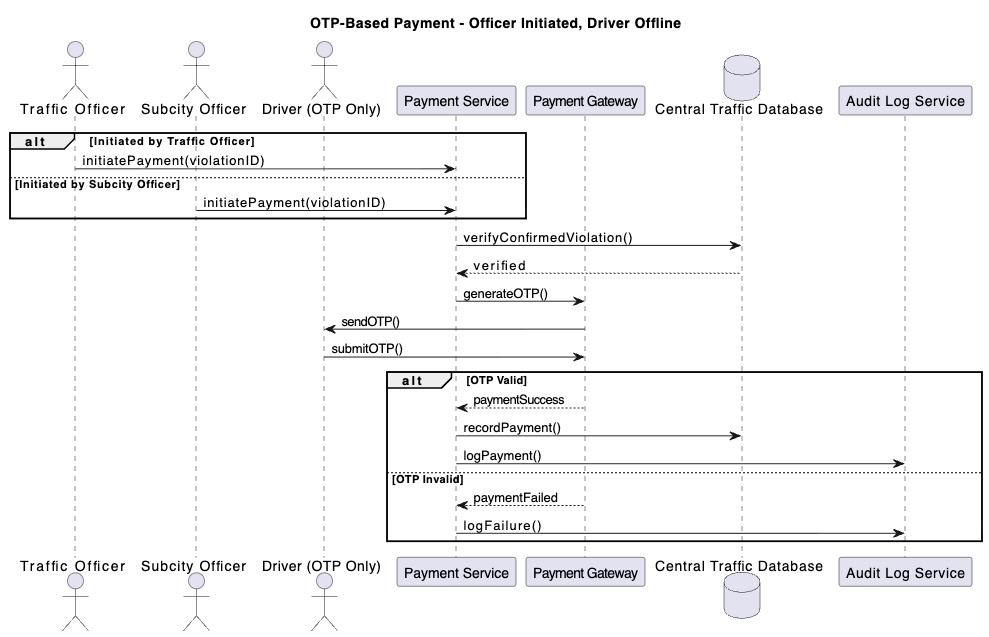 OTP-Based Payment - Officer Initiated, Driver Offline
Traffic Officer
Subcity Officer
Driver (OTP Only)
Payment Service
Payment Gateway
Central Traffic Database
Audit Log Service
alt
[Initiated by Traffic Officer]
initiatePayment(violationID)
[Initiated by Subcity Officer]
initiatePayment(violationID)
verifyConfirmedViolation()
verified
generateOTP()
sendOTP()
submitOTP()
alt
[OTP Valid]
paymentSuccess
recordPayment()
logPayment()
[OTP Invalid]
paymentFailed
logFailure()
Traffic Officer
Subcity Officer
Driver (OTP Only)
Payment Service
Payment Gateway
Central Traffic Database
Audit Log Service